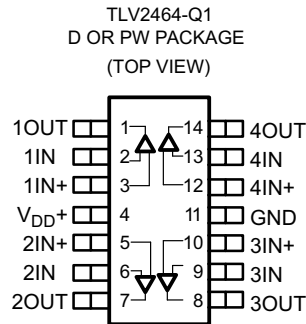 TLV2464-Q1
D OR PW PACKAGE
(TOP VIEW)
1OUT 1 14 4OUT
1IN 2 13 4IN
1IN+ 3 12 4IN+
VDD+ 4 11 GND
2IN+ 5 10 3IN+
2IN 6 9 3IN
2OUT 7 8 3OUT